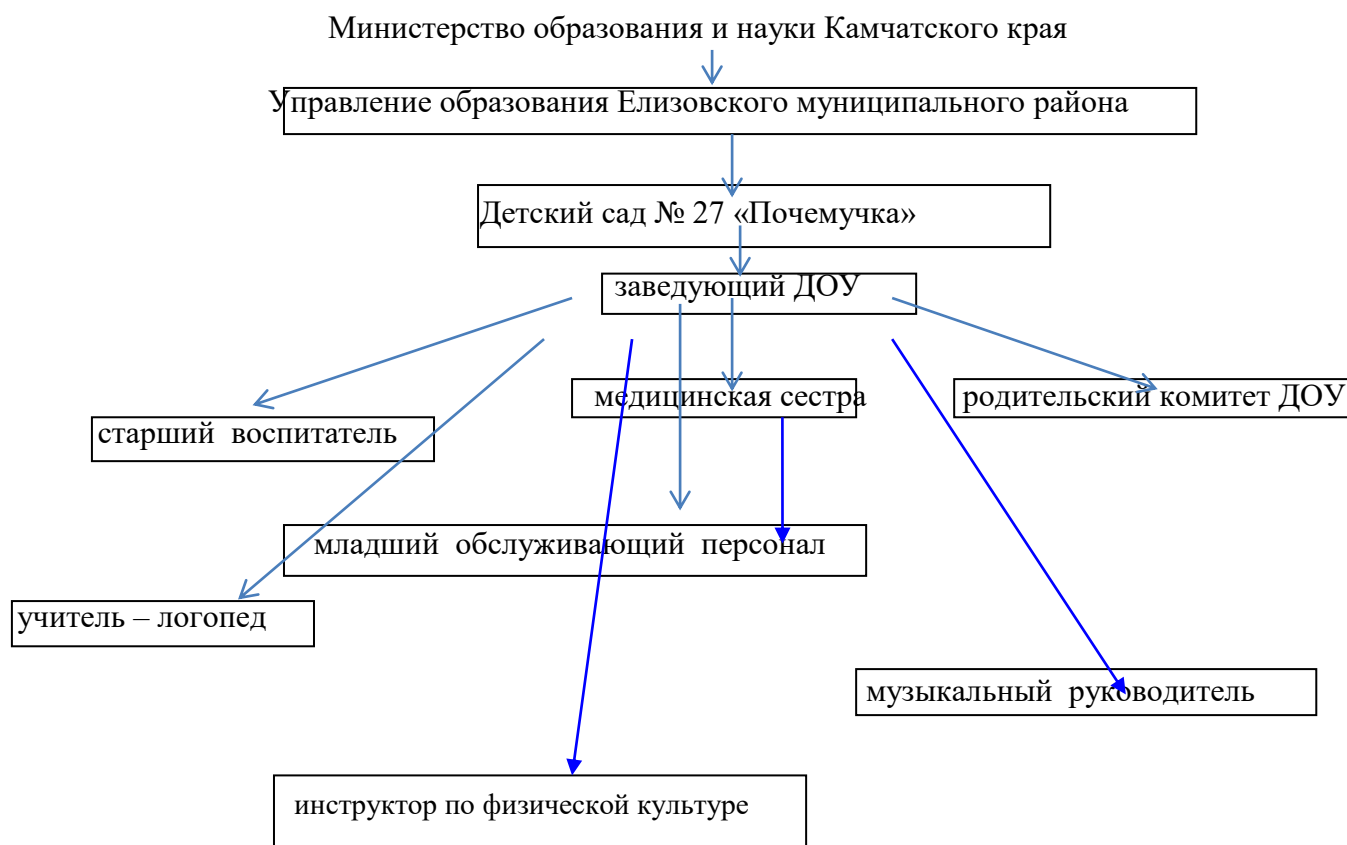 Министерство образования и науки Камчатского края
Управление образования Елизовского муниципального района
Детский сад № 27 «Почемучка»
заведующий ДОУ
медицинская сестра
родительский комитет ДОУ
старший воспитатель
младший обслуживающий персонал
учитель – логопед
музыкальный руководитель
инструктор по физической культуре